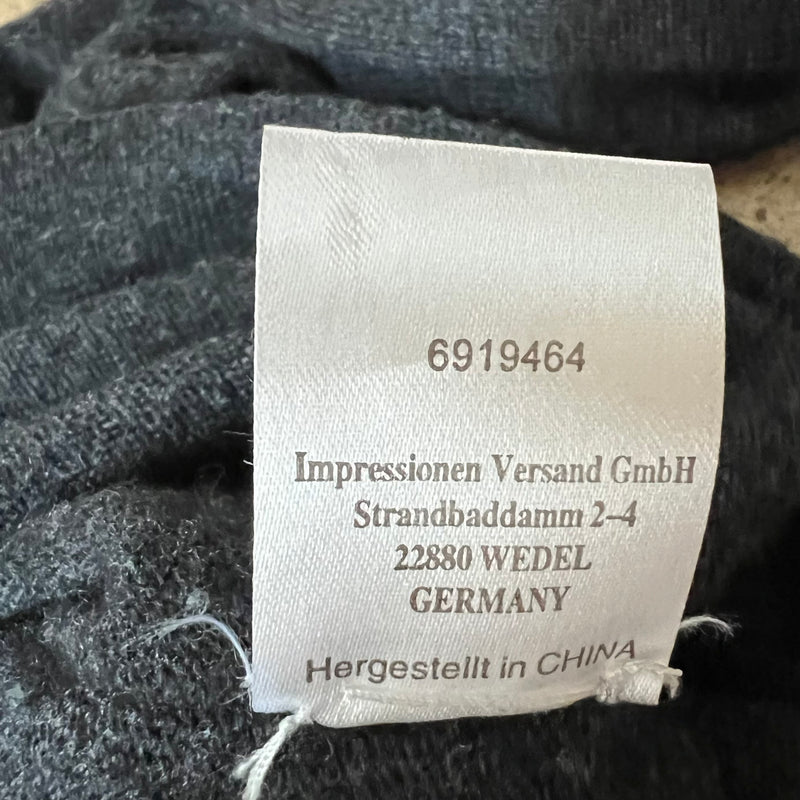 6919464
Impressionen Versand GmbH
Strandbaddamm 2–4
22880 WEDEL
GERMANY
Hergestellt in CHINA